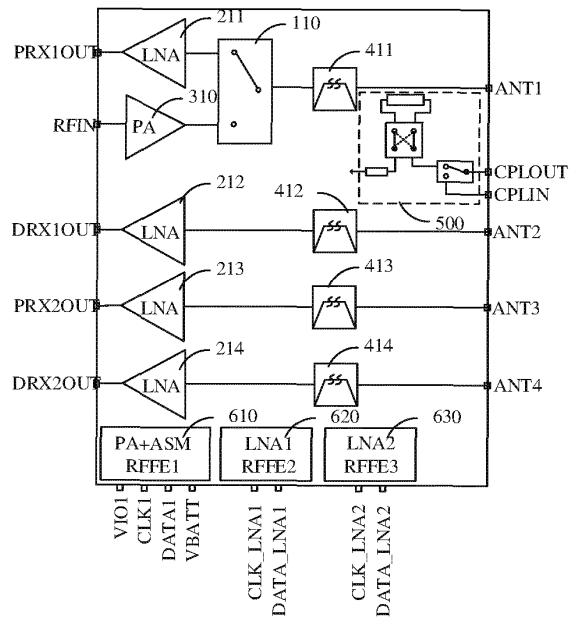 211
110
PRX1OUT
LNA
411
310
ANT1
RFIN
PA
CPLOUT
CPLIN
212
412
500
DRX1OUT
LNA
ANT2
213
413
PRX2OUT
LNA
ANT3
214
414
DRX2OUT
LNA
ANT4
610
620
630
PA+ASM
RFFE1
LNA1
RFFE2
LNA2
RFFE3
VIO1
CLK1
DATA1
VBATT
CLK_LNA1
DATA_LNA1
CLK_LNA2
DATA_LNA2